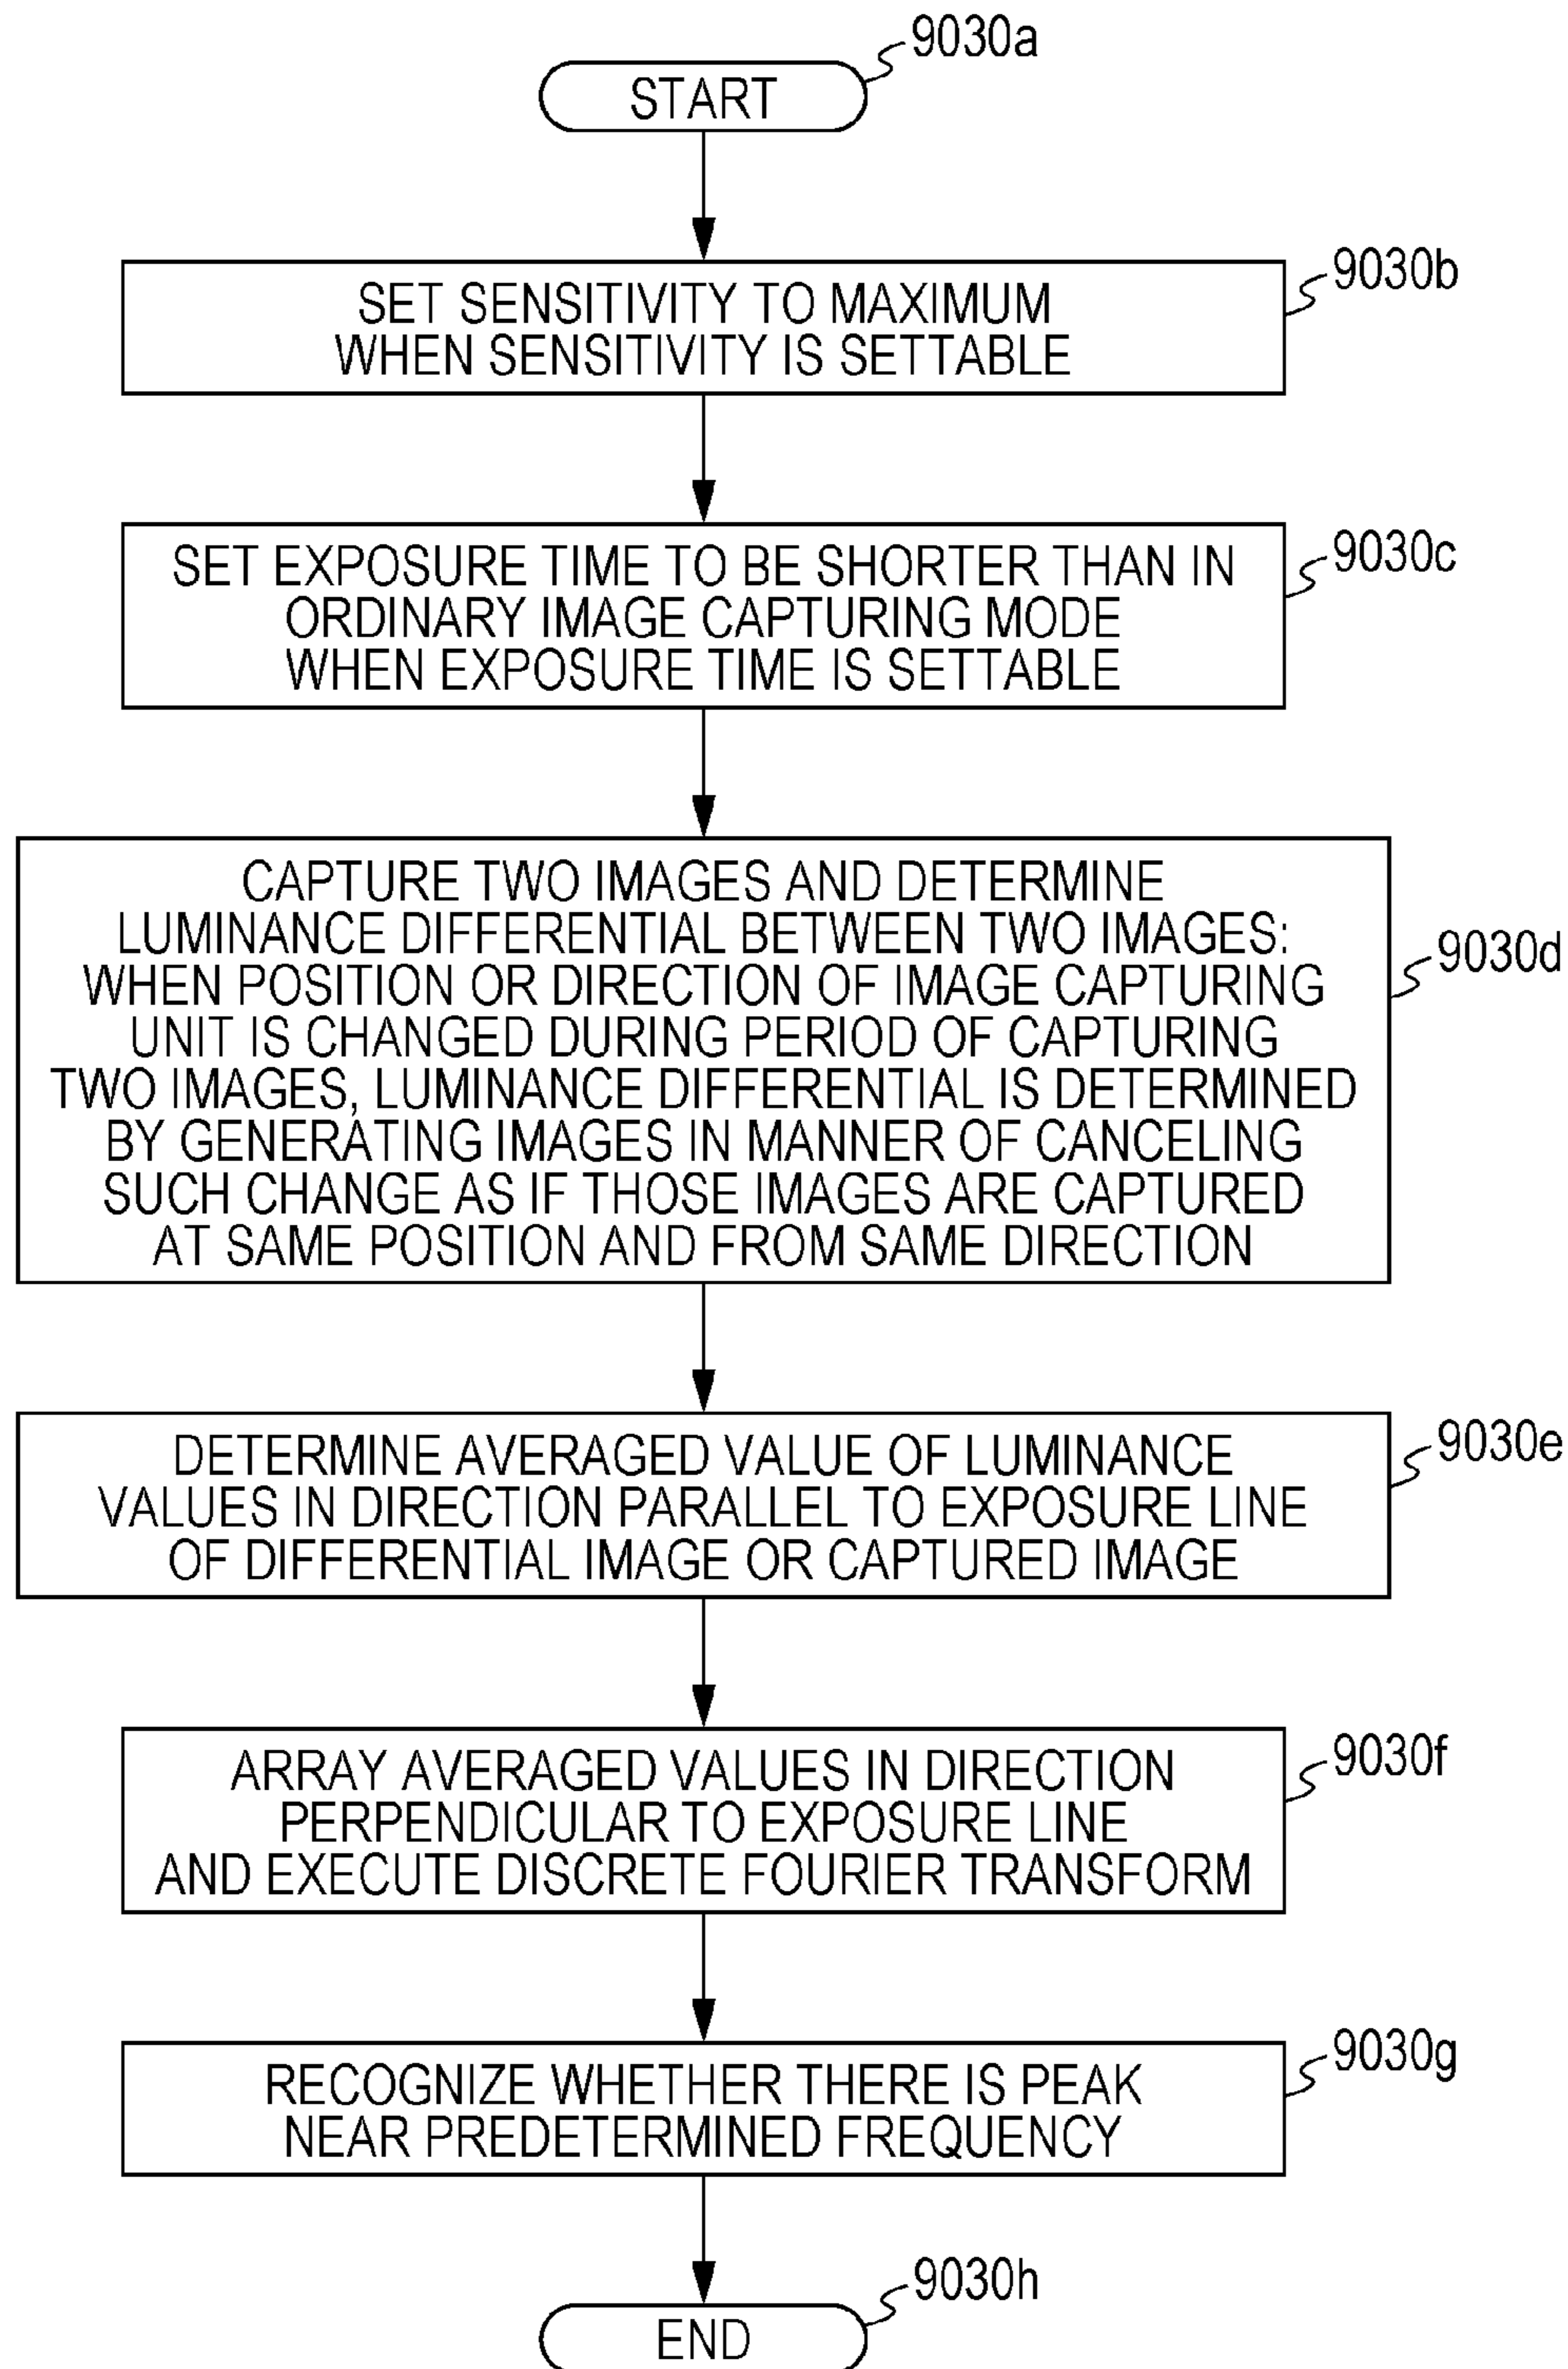 9030a
START
9030b
SET SENSITIVITY TO MAXIMUM
WHEN SENSITIVITY IS SETTABLE
9030c
SET EXPOSURE TIME TO BE SHORTER THAN IN
ORDINARY IMAGE CAPTURING MODE
WHEN EXPOSURE TIME IS SETTABLE
9030d
CAPTURE TWO IMAGES AND DETERMINE
LUMINANCE DIFFERENTIAL BETWEEN TWO IMAGES:
WHEN POSITION OR DIRECTION OF IMAGE CAPTURING
UNIT IS CHANGED DURING PERIOD OF CAPTURING
TWO IMAGES, LUMINANCE DIFFERENTIAL IS DETERMINED
BY GENERATING IMAGES IN MANNER OF CANCELING
SUCH CHANGE AS IF THOSE IMAGES ARE CAPTURED
AT SAME POSITION AND FROM SAME DIRECTION
9030e
DETERMINE AVERAGED VALUE OF LUMINANCE
VALUES IN DIRECTION PARALLEL TO EXPOSURE LINE
OF DIFFERENTIAL IMAGE OR CAPTURED IMAGE
9030f
ARRAY AVERAGED VALUES IN DIRECTION
PERPENDICULAR TO EXPOSURE LINE
AND EXECUTE DISCRETE FOURIER TRANSFORM
9030g
RECOGNIZE WHETHER THERE IS PEAK
NEAR PREDETERMINED FREQUENCY
9030h
END